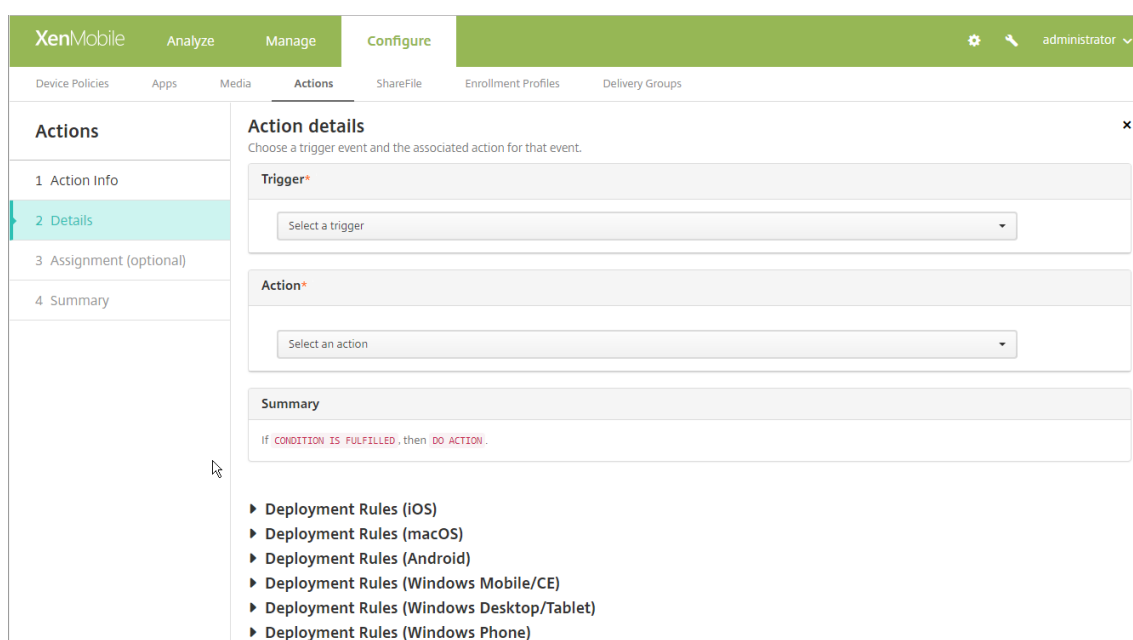 XenMobile Analyze Manage Configure administrator
Device Policies Apps Media Actions ShareFile Enrollment Profiles Delivery Groups
Actions
1 Action Info
2 Details
3 Assignment (optional)
4 Summary
Action details
Choose a trigger event and the associated action for that event.
Trigger*
Select a trigger
Action*
Select an action
Summary
If CONDITION IS FULFILLED, then DO ACTION.
Deployment Rules (iOS)
Deployment Rules (macOS)
Deployment Rules (Android)
Deployment Rules (Windows Mobile/CE)
Deployment Rules (Windows Desktop/Tablet)
Deployment Rules (Windows Phone)